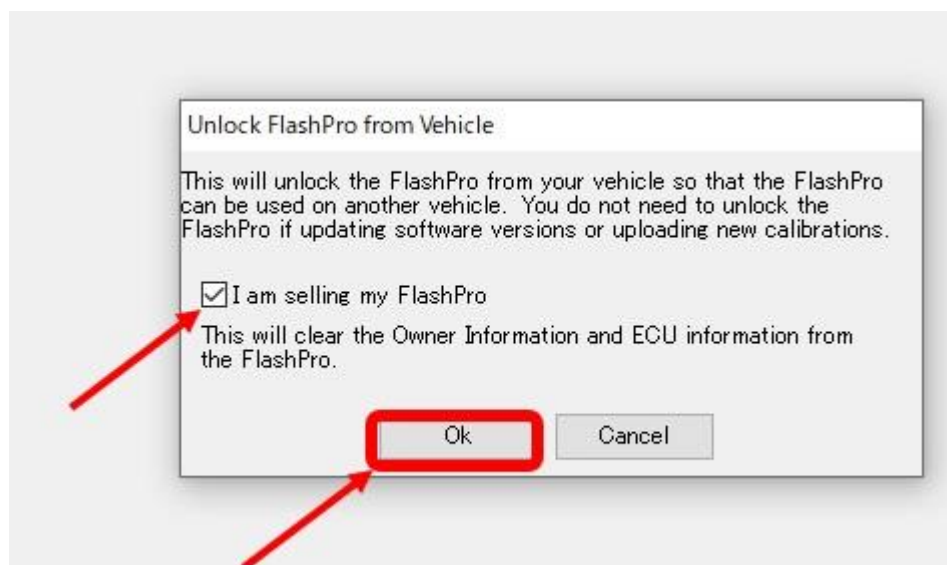 Unlock FlashPro from Vehicle
This will unlock the FlashPro from your vehicle so that the FlashPro
can be used on another vehicle.  You do not need to unlock the
FlashPro if updating software versions or uploading new calibrations.
I am selling my FlashPro
This will clear the Owner Information and ECU information from
the FlashPro.
Ok
Cancel